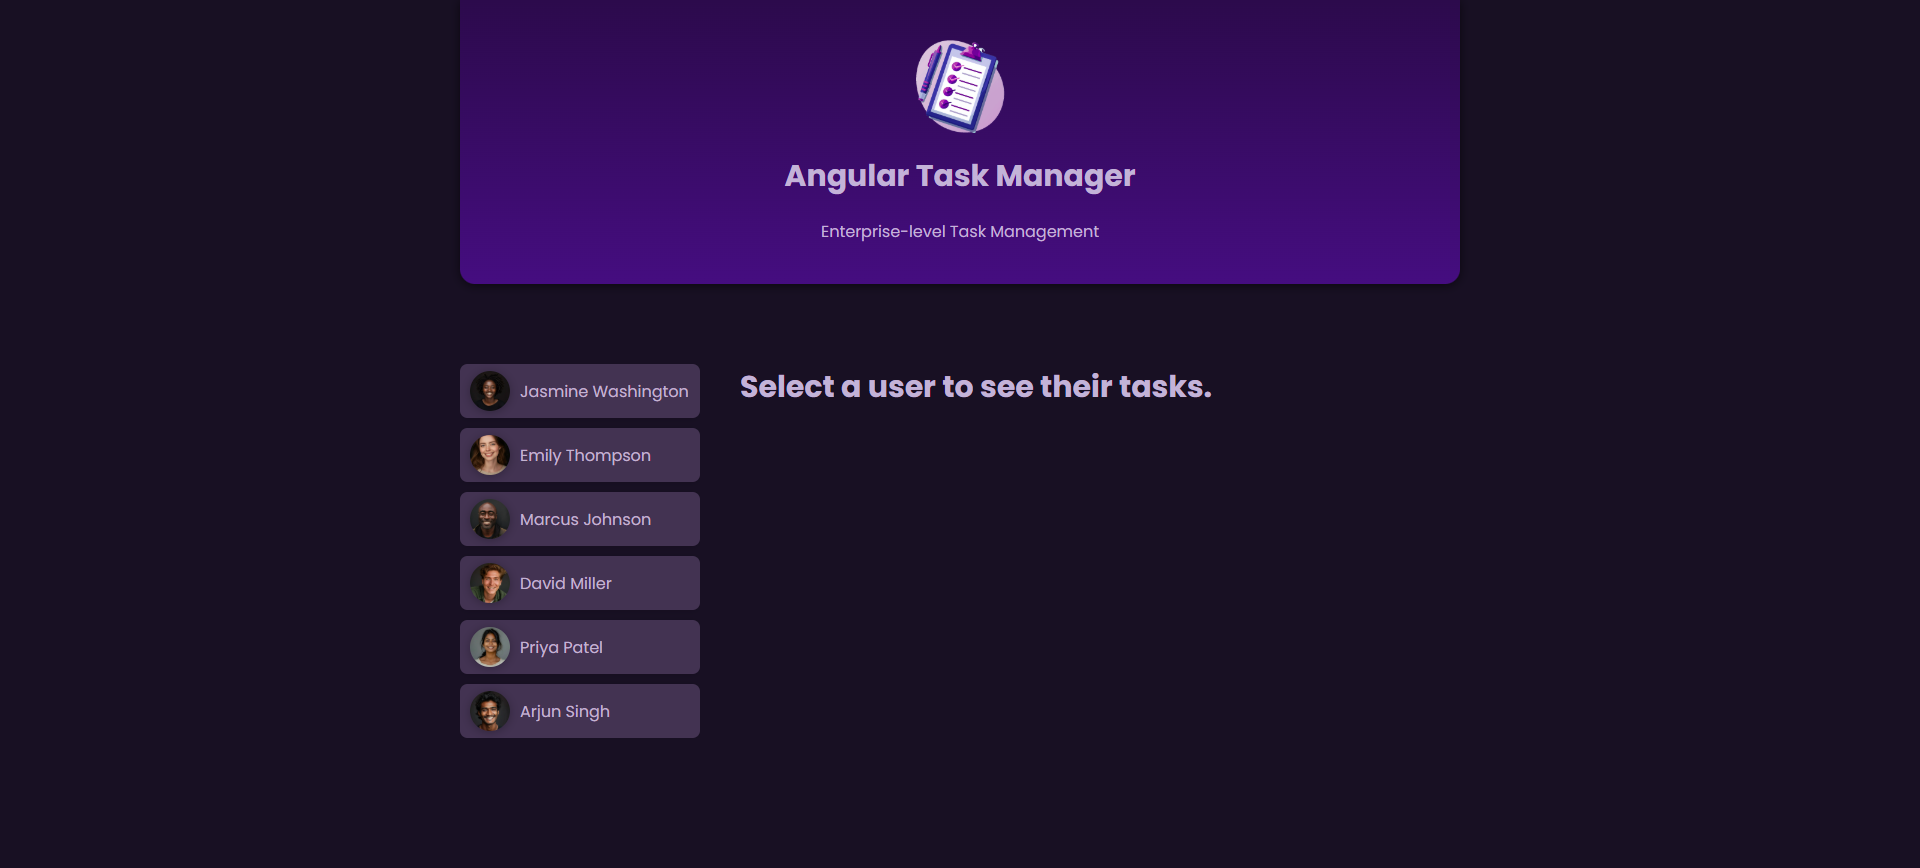 Angular Task Manager
Enterprise-level Task Management
Jasmine Washington
Select a user to see their tasks.
Emily Thompson
Marcus Johnson
David Miller
Priya Patel
Arjun Singh